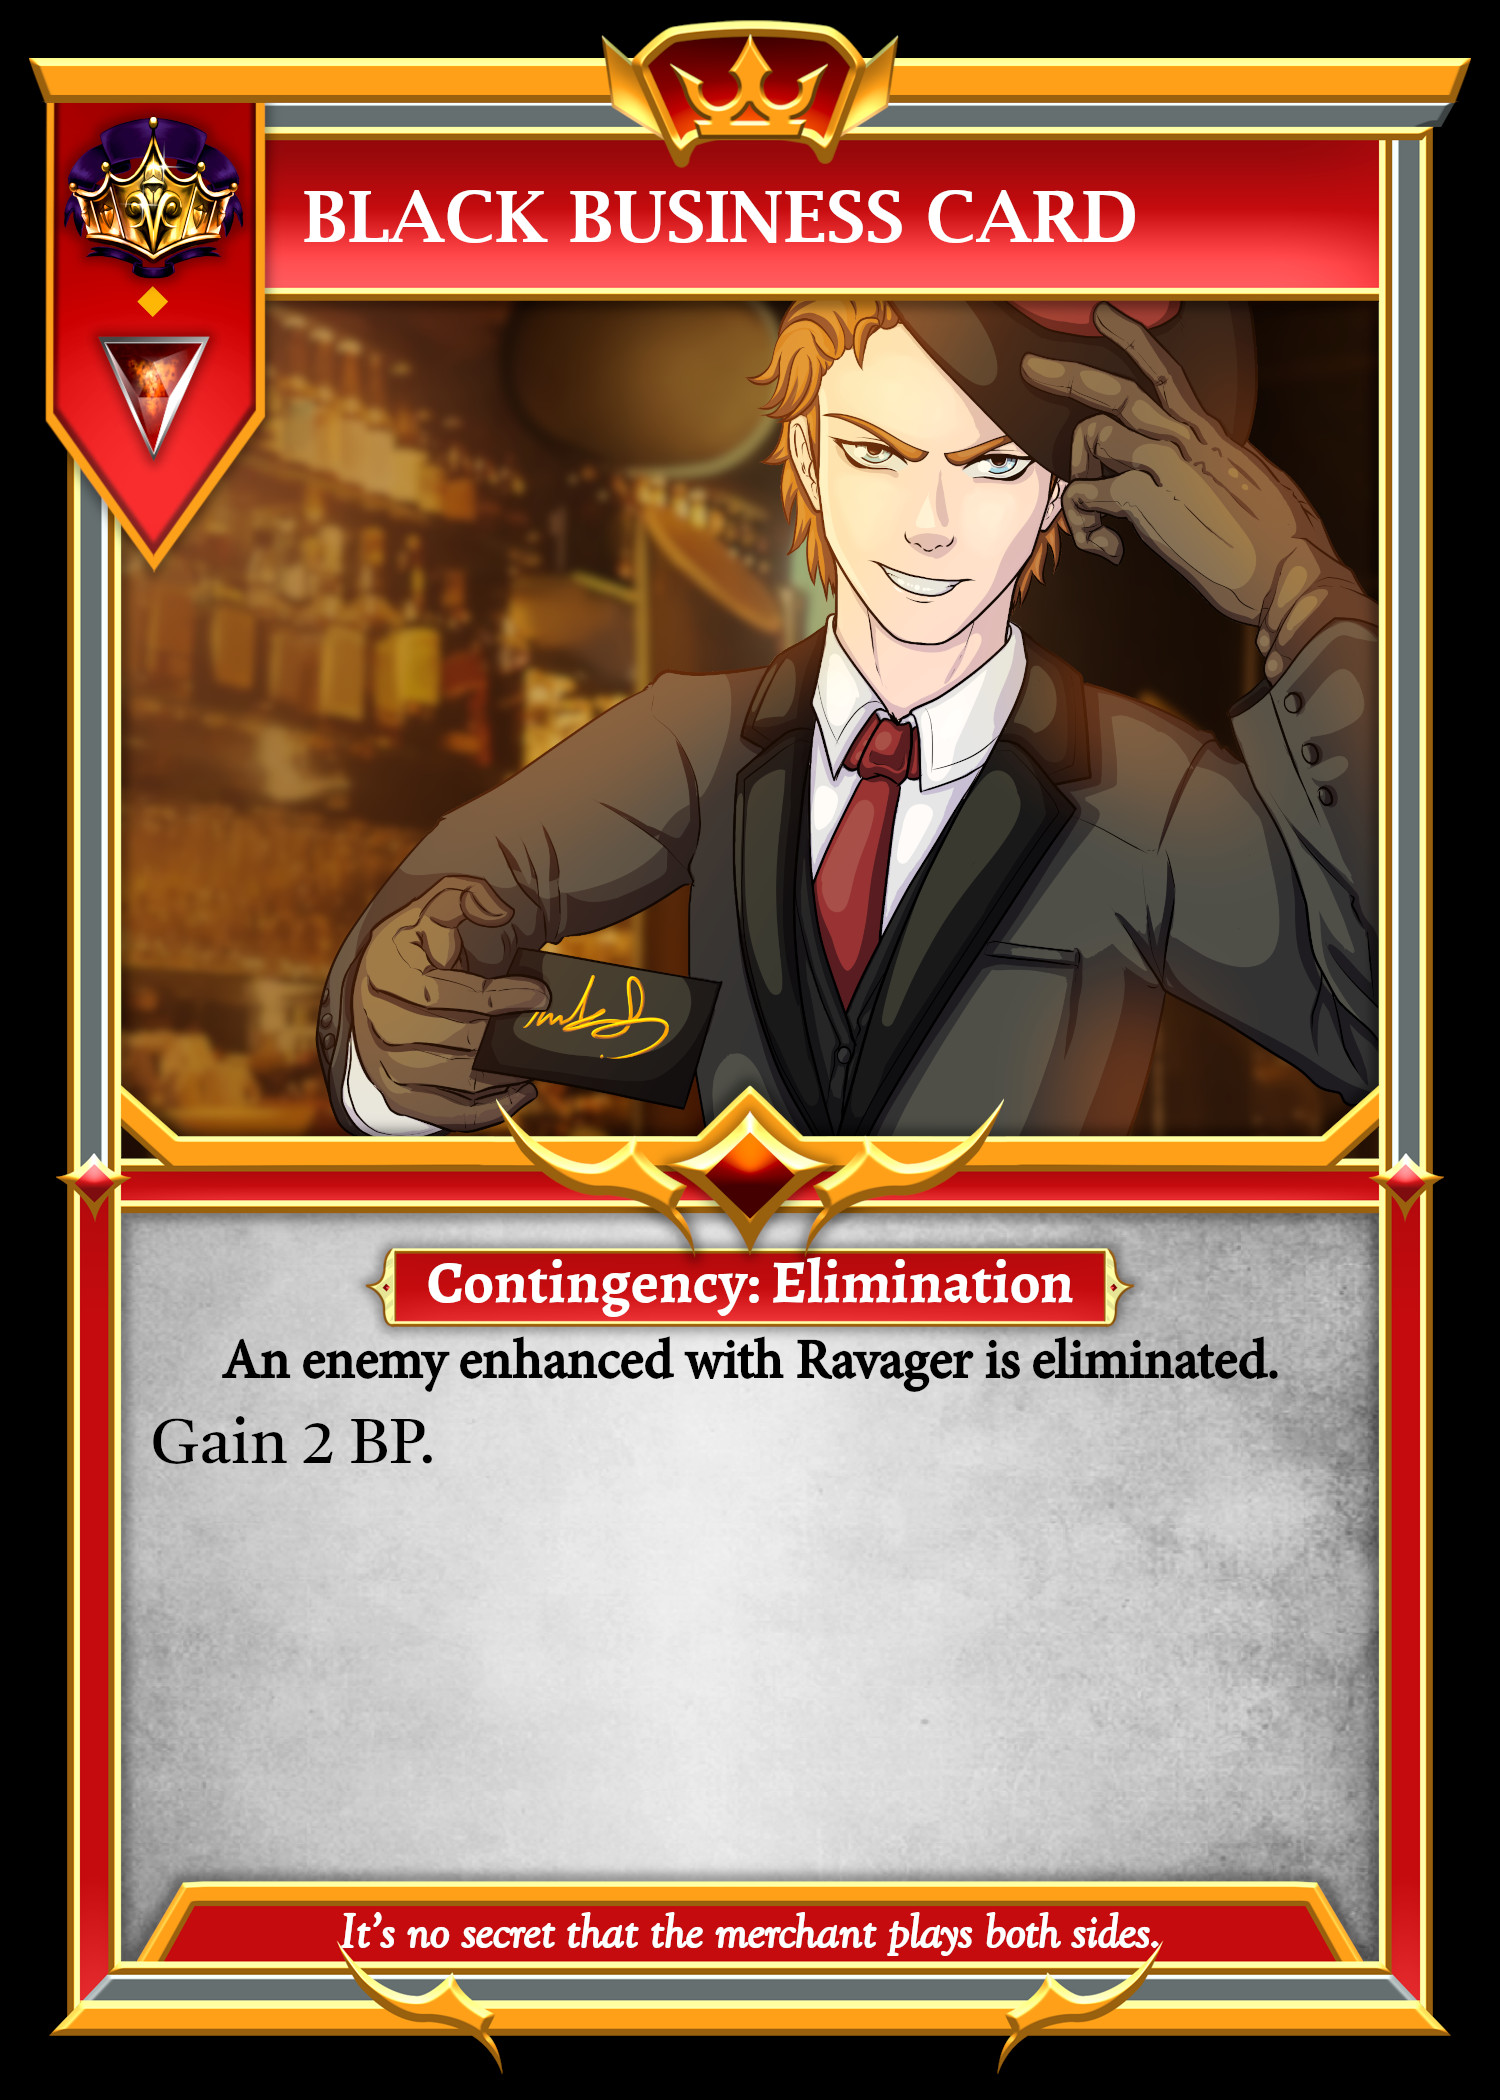 BLACK BUSINESS CARD
Contingency: Elimination
An enemy enhanced with Ravager is eliminated.
Gain 2 BP.
It's no secret that the merchant plays both sides.